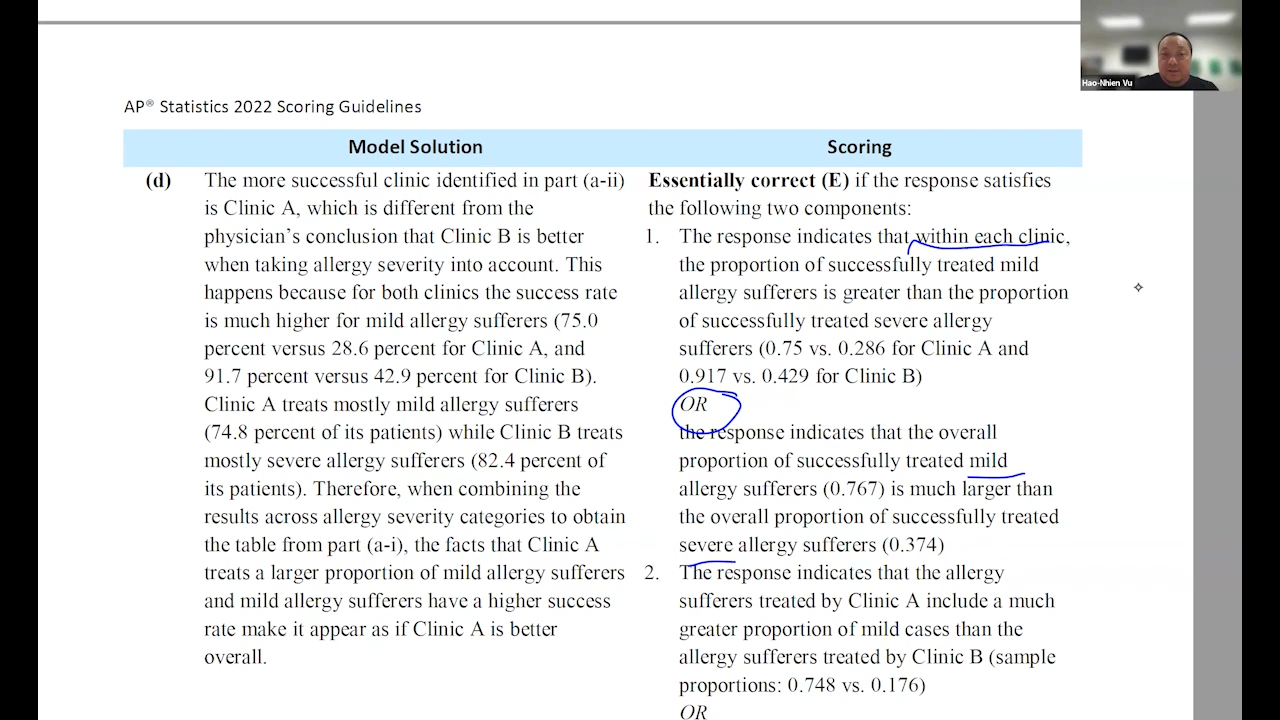 Hao-Nhien Vu
AP® Statistics 2022 Scoring Guidelines
Model Solution
(d) The more successful clinic identified in part (a-ii)
is Clinic A, which is different from the
physician’s conclusion that Clinic B is better
when taking allergy severity into account. This
happens because for both clinics the success rate
is much higher for mild allergy sufferers (75.0
percent versus 28.6 percent for Clinic A, and
91.7 percent versus 42.9 percent for Clinic B).
Clinic A treats mostly mild allergy sufferers
(74.8 percent of its patients) while Clinic B treats
mostly severe allergy sufferers (82.4 percent of
its patients). Therefore, when combining the
results across allergy severity categories to obtain
the table from part (a-i), the facts that Clinic A
treats a larger proportion of mild allergy sufferers
and mild allergy sufferers have a higher success
rate make it appear as if Clinic A is better
overall.
Scoring
Essentially correct (E) if the response satisfies
the following two components:
1. The response indicates that within each clinic,
the proportion of successfully treated mild
allergy sufferers is greater than the proportion
of successfully treated severe allergy
sufferers (0.75 vs. 0.286 for Clinic A and
0.917 vs. 0.429 for Clinic B)
OR
the response indicates that the overall
proportion of successfully treated mild
allergy sufferers (0.767) is much larger than
the overall proportion of successfully treated
severe allergy sufferers (0.374)
2. The response indicates that the allergy
sufferers treated by Clinic A include a much
greater proportion of mild cases than the
allergy sufferers treated by Clinic B (sample
proportions: 0.748 vs. 0.176)
OR